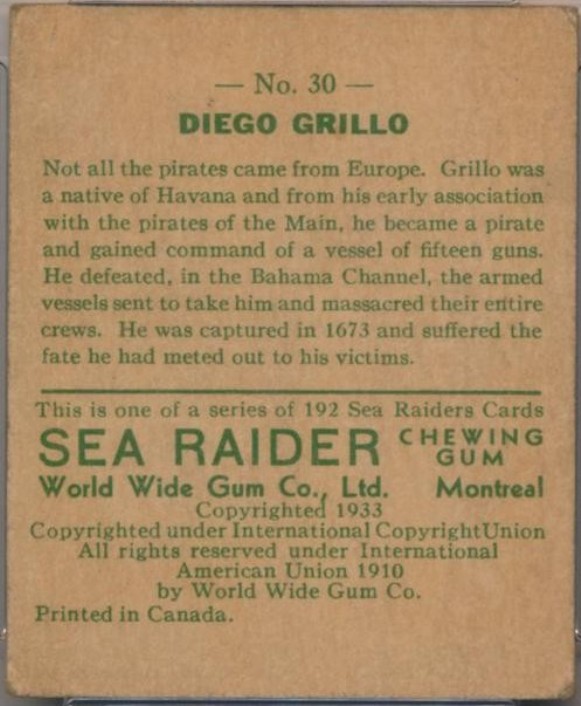 — No. 30 —
DIEGO GRILLO
Not all the pirates came from Europe. Grillo was
a native of Havana and from his early association
with the pirates of the Main, he became a pirate
and gained command of a vessel of fifteen guns.
He defeated, in the Bahama Channel, the armed
vessels sent to take him and massacred their entire
crews. He was captured in 1673 and suffered the
fate he had meted out to his victims.
This is one of a series of 192 Sea Raiders Cards
SEA RAIDER CHEWING GUM
World Wide Gum Co., Ltd. Montreal
Copyrighted 1933
Copyrighted under International Copyright Union
All rights reserved under International
American Union 1910
by World Wide Gum Co.
Printed in Canada.